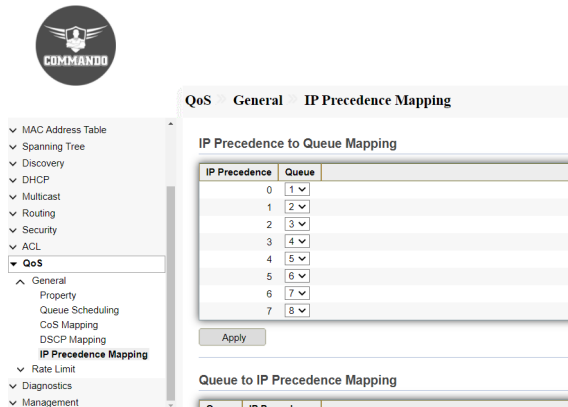 COMMANDO
QoS » General » IP Precedence Mapping
MAC Address Table
Spanning Tree
Discovery
DHCP
Multicast
Routing
Security
ACL
QoS
General
Property
Queue Scheduling
CoS Mapping
DSCP Mapping
IP Precedence Mapping
Rate Limit
Diagnostics
Management
IP Precedence to Queue Mapping
IP Precedence Queue
0 1
1 2
2 3
3 4
4 5
5 6
6 7
7 8
Apply
Queue to IP Precedence Mapping